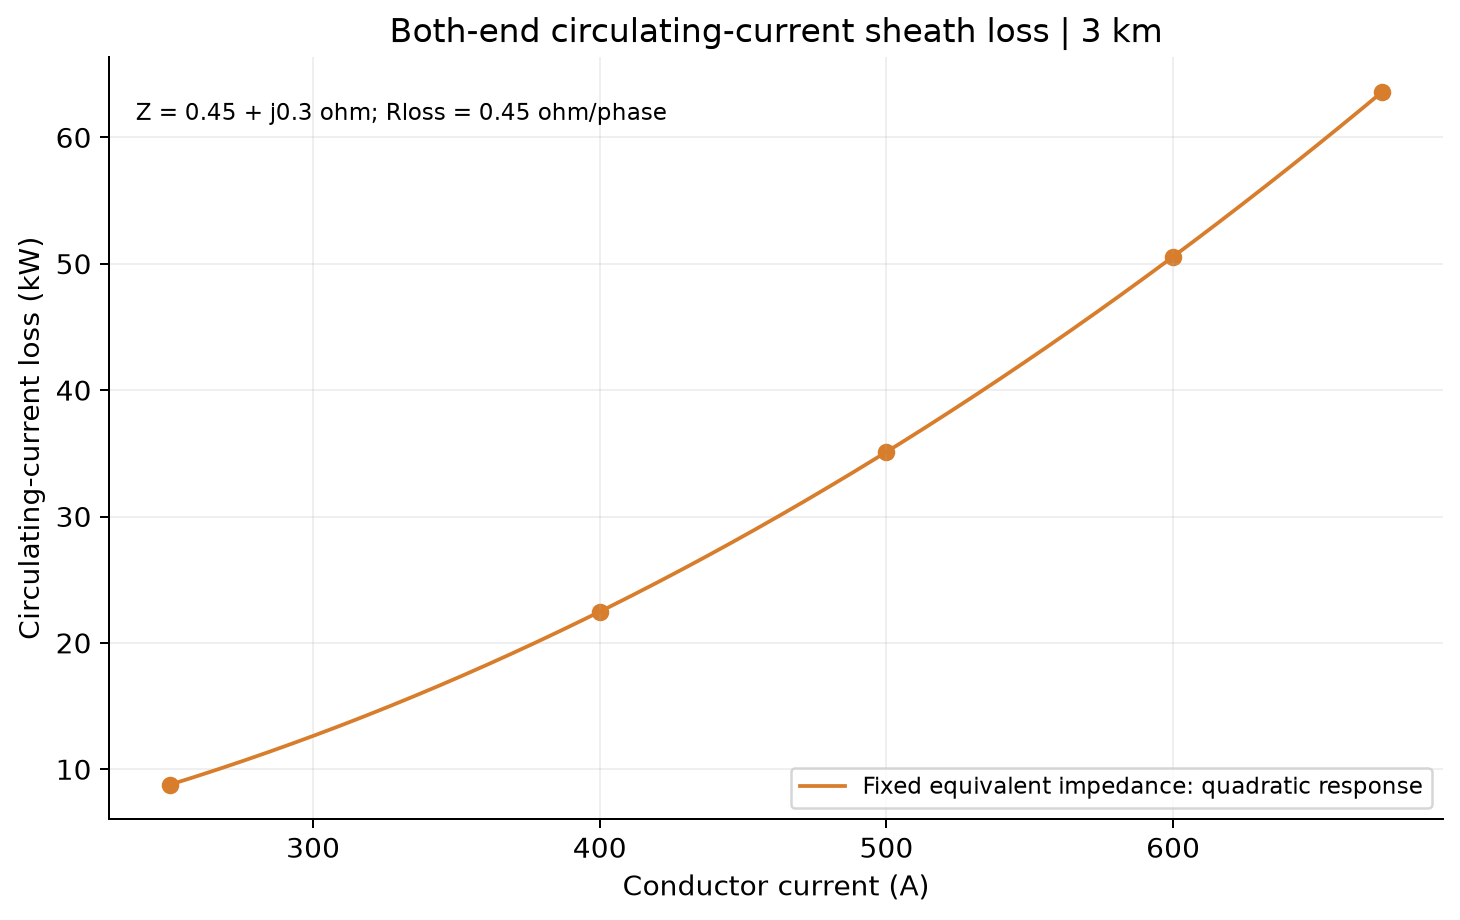 Both-end circulating-current sheath loss | 3 km
Z = 0.45 + j0.3 ohm; Rloss = 0.45 ohm/phase
Circulating-current loss (kW)
60
50
40
30
20
10
Fixed equivalent impedance: quadratic response
300
400
500
600
Conductor current (A)